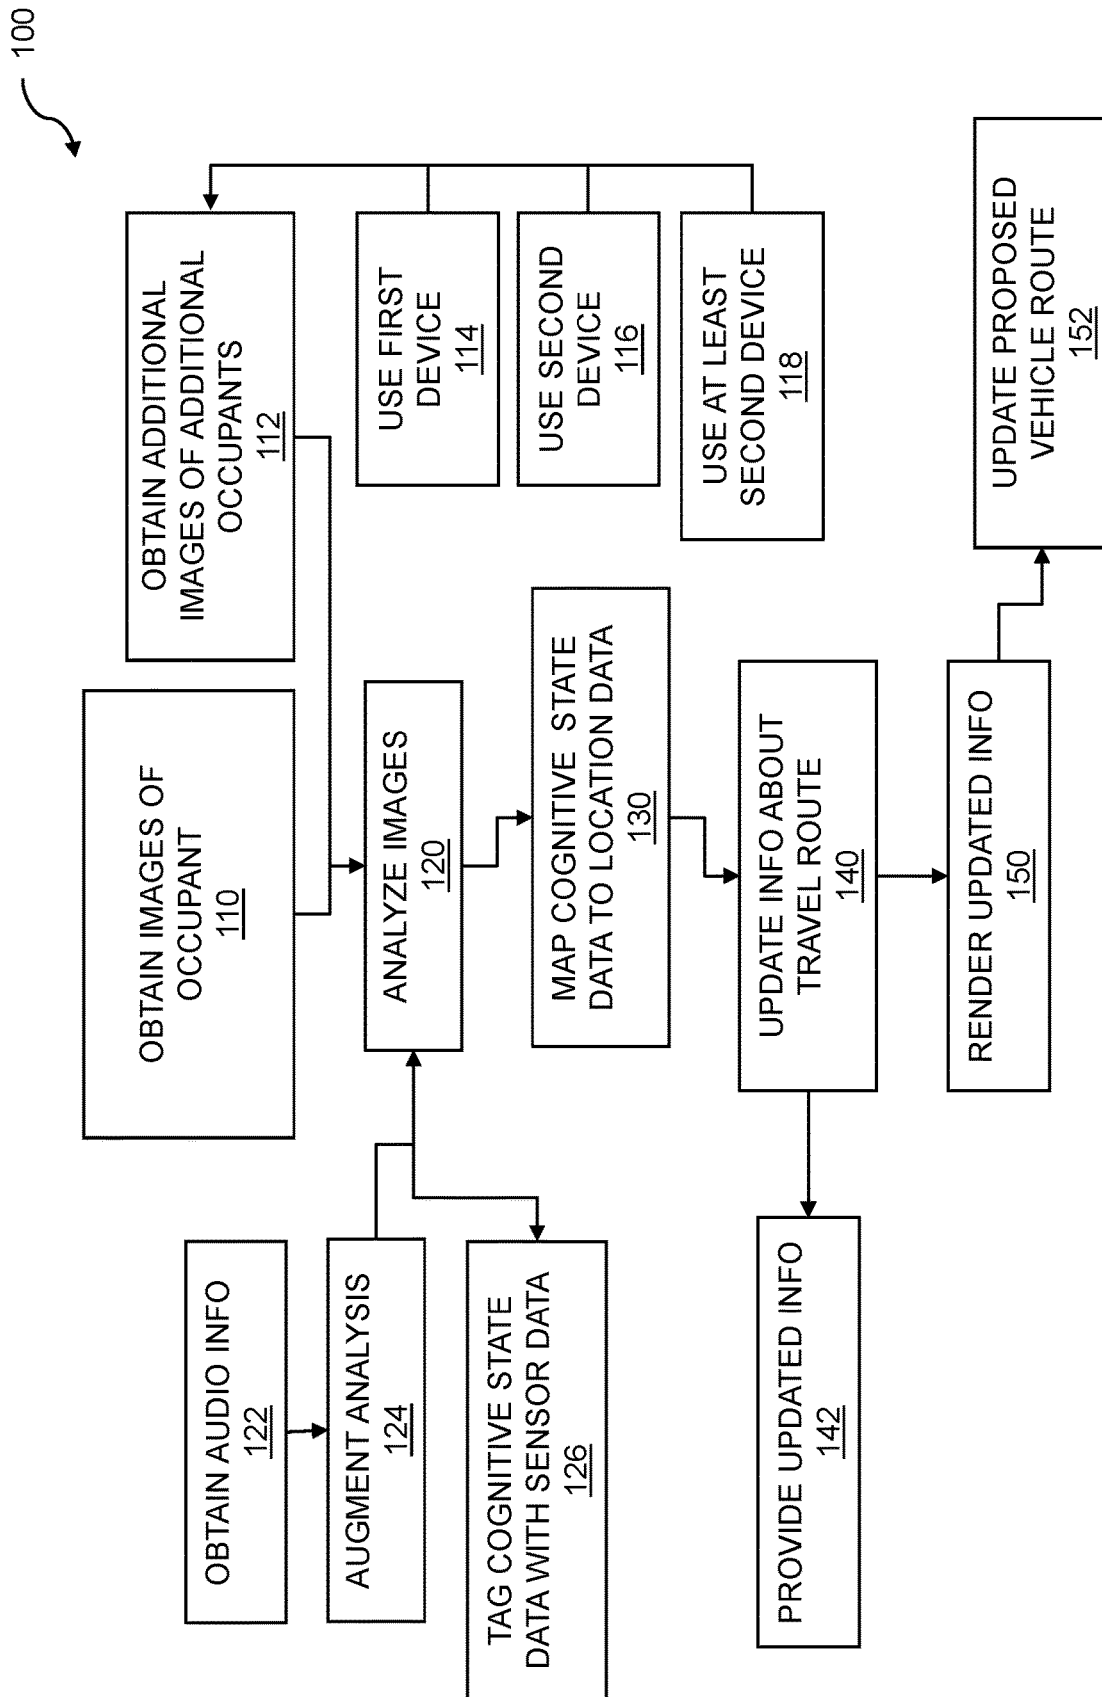 100
OBTAIN AUDIO INFO
122
OBTAIN IMAGES OF
OCCUPANT
110
OBTAIN ADDITIONAL
IMAGES OF ADDITIONAL
OCCUPANTS
112
AUGMENT ANALYSIS
124
ANALYZE IMAGES
120
USE FIRST
DEVICE
114
TAG COGNITIVE STATE
DATA WITH SENSOR DATA
126
MAP COGNITIVE STATE
DATA TO LOCATION DATA
130
USE SECOND
DEVICE
116
USE AT LEAST
SECOND DEVICE
118
PROVIDE UPDATED INFO
142
UPDATE INFO ABOUT
TRAVEL ROUTE
140
RENDER UPDATED INFO
150
UPDATE PROPOSED
VEHICLE ROUTE
152